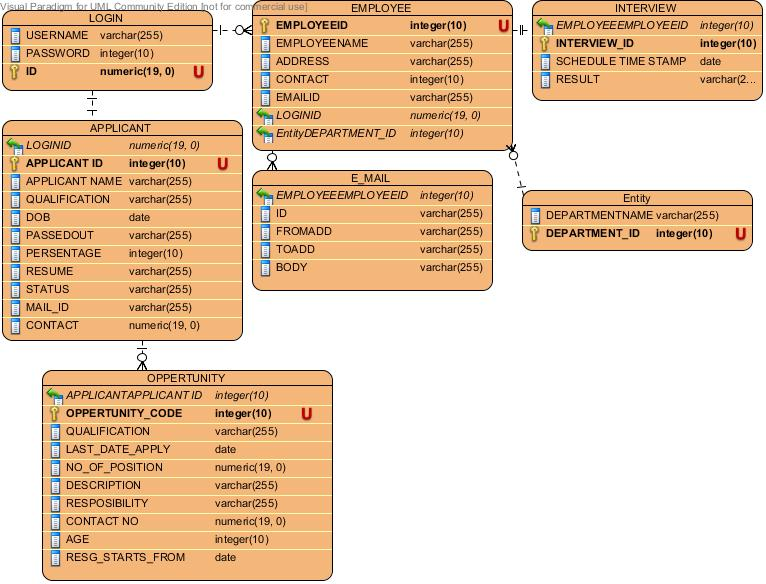 Visual Paradigm for UML Community Edition [not for commercial use]
LOGIN
USERNAME varchar(255)
PASSWORD integer(10)
ID numeric(19, 0) U
EMPLOYEE
EMPLOYEEID integer(10) U
EMPLOYEENAME varchar(255)
ADDRESS varchar(255)
CONTACT integer(10)
EMAILID varchar(255)
LOGINID numeric(19, 0)
EntityDEPARTMENT_ID integer(10)
INTERVIEW
EMPLOYEEEMPLOYEEID integer(10)
INTERVIEW_ID integer(10)
SCHEDULE TIME STAMP date
RESULT varchar(2...
APPLICANT
LOGINID numeric(19, 0)
APPLICANT ID integer(10) U
APPLICANT NAME varchar(255)
QUALIFICATION varchar(255)
DOB date
PASSEDOUT varchar(255)
PERSENTAGE integer(10)
RESUME varchar(255)
STATUS varchar(255)
MAIL_ID varchar(255)
CONTACT numeric(19, 0)
E_MAIL
EMPLOYEEEMPLOYEEID integer(10)
ID varchar(255)
FROMADD varchar(255)
TOADD varchar(255)
BODY varchar(255)
Entity
DEPARTMENTNAME varchar(255)
DEPARTMENT_ID integer(10) U
OPPERTUNITY
APPLICANTAPPLICANT ID integer(10)
OPPERTUNITY_CODE integer(10) U
QUALIFICATION varchar(255)
LAST_DATE_APPLY date
NO_OF_POSITION numeric(19, 0)
DESCRIPTION varchar(255)
RESPOSIBILITY varchar(255)
CONTACT NO numeric(19, 0)
AGE integer(10)
RESG_STARTS_FROM date